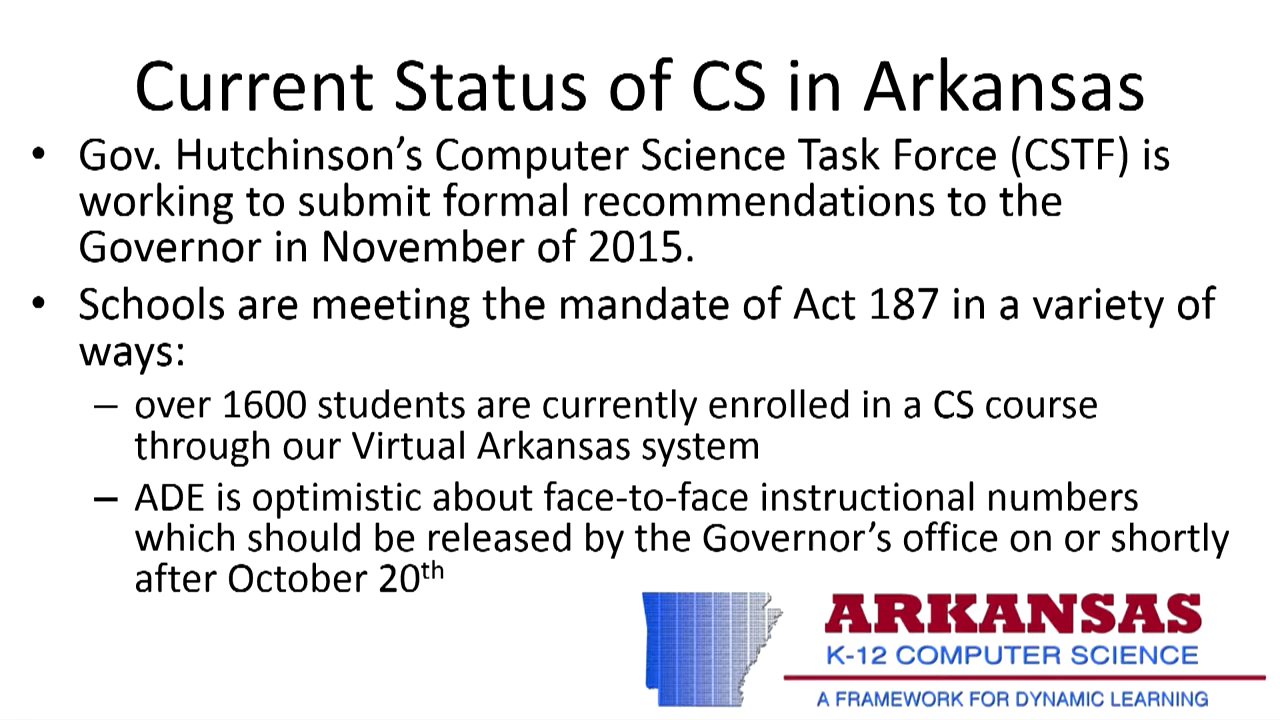 Current Status of CS in Arkansas
• Gov. Hutchinson’s Computer Science Task Force (CSTF) is
working to submit formal recommendations to the
Governor in November of 2015.
• Schools are meeting the mandate of Act 187 in a variety of
ways:
– over 1600 students are currently enrolled in a CS course
through our Virtual Arkansas system
– ADE is optimistic about face-to-face instructional numbers
which should be released by the Governor’s office on or shortly
after October 20th
ARKANSAS
K-12 COMPUTER SCIENCE
A FRAMEWORK FOR DYNAMIC LEARNING